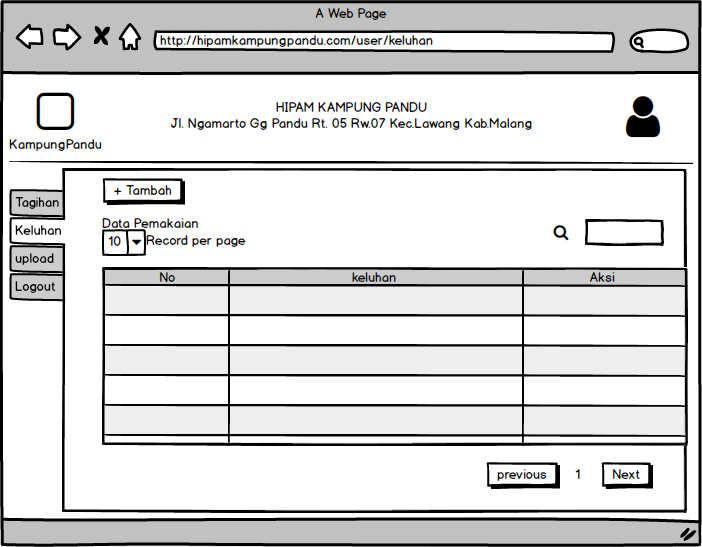 A Web Page
http://hipamkampungpandu.com/user/keluhan
HIPAM KAMPUNG PANDU
Jl. Ngamarto Gg Pandu Rt. 05 Rw.07 Kec.Lawang Kab.Malang
KampungPandu
+ Tambah
Tagihan
Keluhan
upload
Logout
Data Pemakaian
10 Record per page
No keluhan Aksi
previous 1 Next